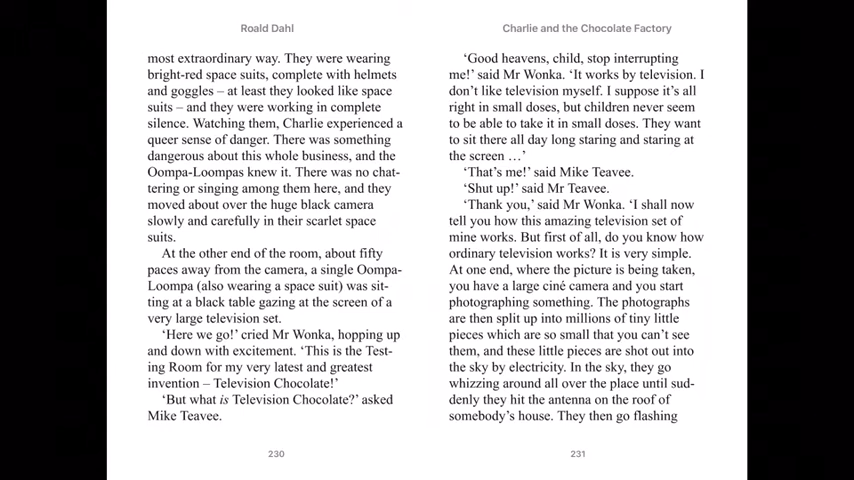 Roald Dahl
most extraordinary way. They were wearing
bright-red space suits, complete with helmets
and goggles – at least they looked like space
suits – and they were working in complete
silence. Watching them, Charlie experienced a
queer sense of danger. There was something
dangerous about this whole business, and the
Oompa-Loompas knew it. There was no chat-
tering or singing among them here, and they
moved about over the huge black camera
slowly and carefully in their scarlet space
suits.
At the other end of the room, about fifty
paces away from the camera, a single Oompa-
Loompa (also wearing a space suit) was sit-
ting at a black table gazing at the screen of a
very large television set.
‘Here we go!’ cried Mr Wonka, hopping up
and down with excitement. ‘This is the Test-
ing Room for my very latest and greatest
invention – Television Chocolate!’
‘But what is Television Chocolate?’ asked
Mike Teavee.
230
Charlie and the Chocolate Factory
‘Good heavens, child, stop interrupting
me!’ said Mr Wonka. ‘It works by television. I
don’t like television myself. I suppose it’s all
right in small doses, but children never seem
to be able to take it in small doses. They want
to sit there all day long staring and staring at
the screen …’
‘That’s me!’ said Mike Teavee.
‘Shut up!’ said Mr Teavee.
‘Thank you,’ said Mr Wonka. ‘I shall now
tell you how this amazing television set of
mine works. But first of all, do you know how
ordinary television works? It is very simple.
At one end, where the picture is being taken,
you have a large ciné camera and you start
photographing something. The photographs
are then split up into millions of tiny little
pieces which are so small that you can’t see
them, and these little pieces are shot out into
the sky by electricity. In the sky, they go
whizzing around all over the place until sud-
denly they hit the antenna on the roof of
somebody’s house. They then go flashing
231